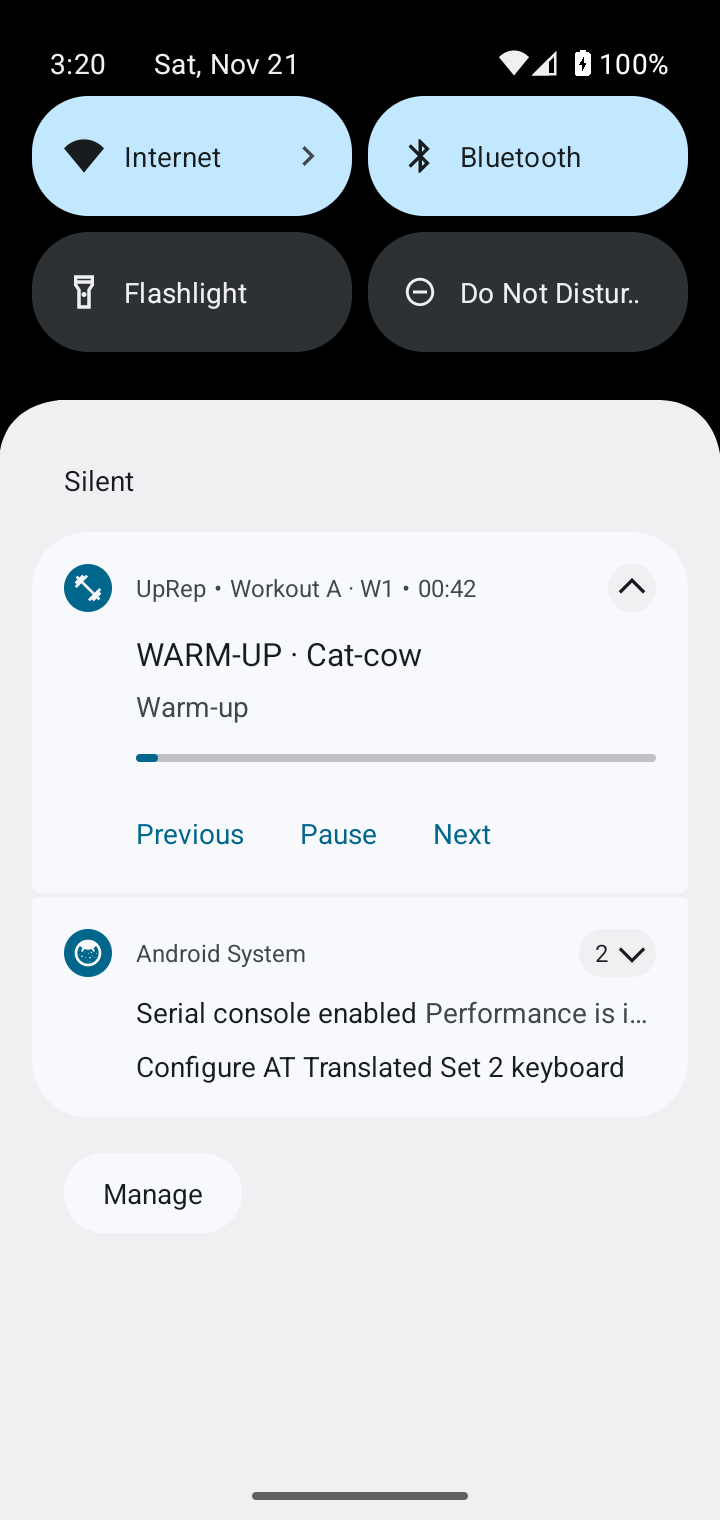 3:20 Sat, Nov 21 100%
Internet Bluetooth
Flashlight Do Not Distur..
Silent
UpRep • Workout A · W1 • 00:42
WARM-UP · Cat-cow
Warm-up
Previous Pause Next
Android System 2
Serial console enabled Performance is i...
Configure AT Translated Set 2 keyboard
Manage